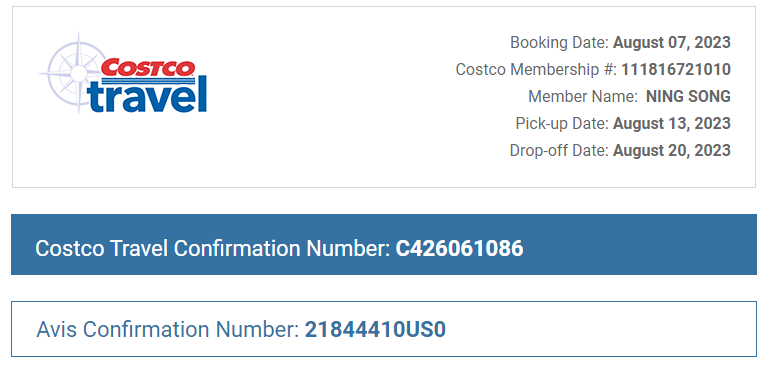 Costco
travel
Booking Date: August 07, 2023
Costco Membership #: 111816721010
Member Name: NING SONG
Pick-up Date: August 13, 2023
Drop-off Date: August 20, 2023
Costco Travel Confirmation Number: C426061086
Avis Confirmation Number: 21844410US0